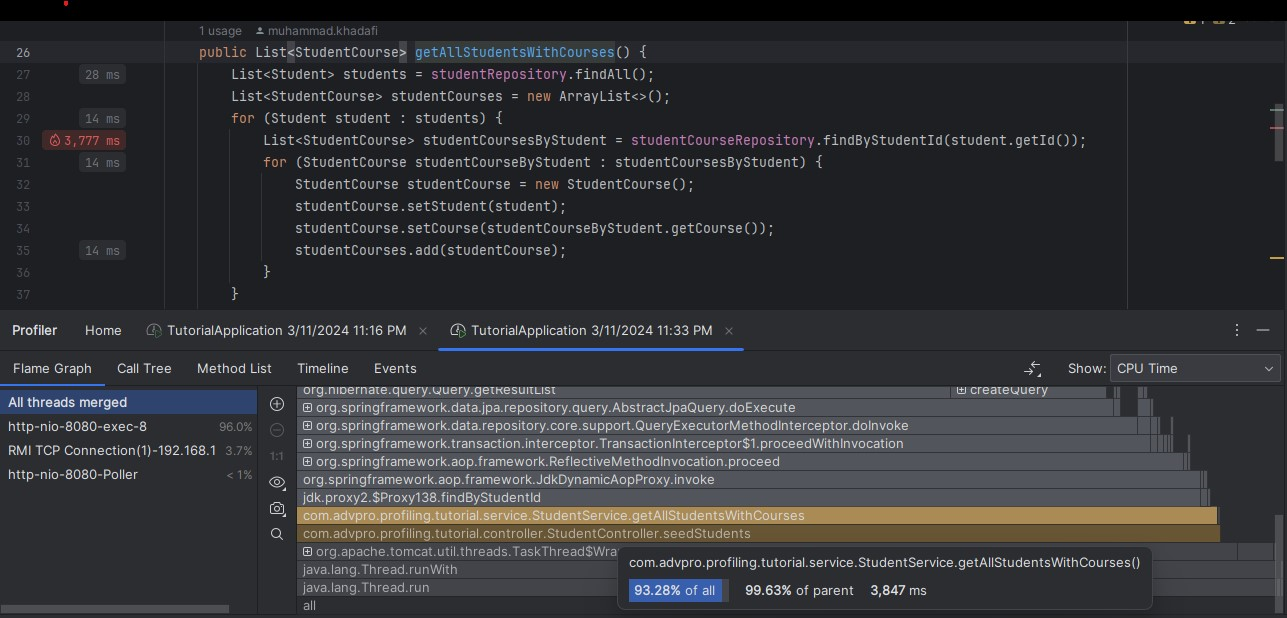 1 usage muhammad.khadafi
26 public List<StudentCourse> getAllStudentsWithCourses() {
27 28 ms List<Student> students = studentRepository.findAll();
28 List<StudentCourse> studentCourses = new ArrayList<>();
29 14 ms for (Student student : students) {
30 3,777 ms List<StudentCourse> studentCoursesByStudent = studentCourseRepository.findByStudentId(student.getId());
31 14 ms for (StudentCourse studentCourseByStudent : studentCoursesByStudent) {
32 StudentCourse studentCourse = new StudentCourse();
33 studentCourse.setStudent(student);
34 studentCourse.setCourse(studentCourseByStudent.getCourse());
35 14 ms studentCourses.add(studentCourse);
36 }
37 }
Profiler Home TutorialApplication 3/11/2024 11:16 PM × TutorialApplication 3/11/2024 11:33 PM ×
Flame Graph Call Tree Method List Timeline Events Show: CPU Time
All threads merged
http-nio-8080-exec-8 96.0%
RMI TCP Connection(1)-192.168.1 3.7%
http-nio-8080-Poller < 1%
1:1
org.hibernate.query.Query.getResultList createQuery
org.springframework.data.jpa.repository.query.AbstractJpaQuery.doExecute
org.springframework.data.repository.core.support.QueryExecutorMethodInterceptor.doInvoke
org.springframework.transaction.interceptor.TransactionInterceptor$1.proceedWithInvocation
org.springframework.aop.framework.ReflectiveMethodInvocation.proceed
org.springframework.aop.framework.JdkDynamicAopProxy.invoke
jdk.proxy2.$Proxy138.findByStudentId
com.advpro.profiling.tutorial.service.StudentService.getAllStudentsWithCourses
com.advpro.profiling.tutorial.controller.StudentController.seedStudents
org.apache.tomcat.util.threads.TaskThread$Wra
java.lang.Thread.runWith
java.lang.Thread.run
all
com.advpro.profiling.tutorial.service.StudentService.getAllStudentsWithCourses()
93.28% of all 99.63% of parent 3,847 ms